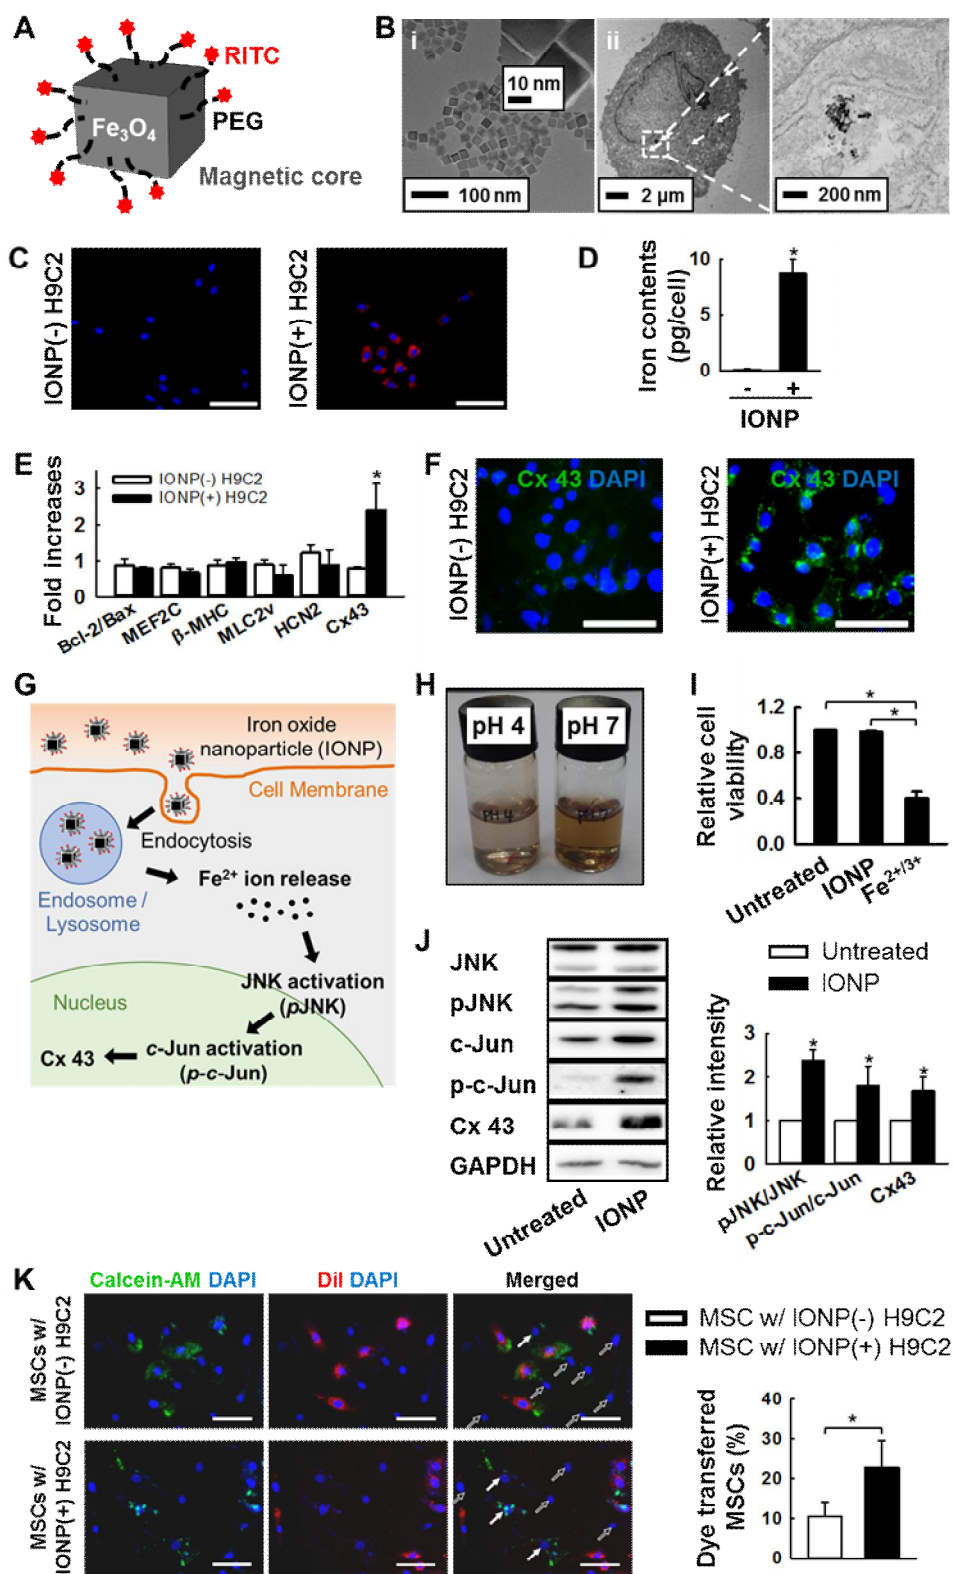 A
RITC
PEG
Fe₃O₄
Magnetic core
B
i
10 nm
100 nm
ii
2 µm
200 nm
C
IONP(-) H9C2
IONP(+) H9C2
D
Iron contents
(pg/cell)
10
5
0
*
- +
IONP
E
Fold increases
3
2
1
0
IONP(-) H9C2
IONP(+) H9C2
*
Bcl-2/Bax
MEF2C
β-MHC
MLC2v
HCN2
Cx43
F
IONP(-) H9C2
Cx 43 DAPI
IONP(+) H9C2
Cx 43 DAPI
G
Iron oxide
nanoparticle (IONP)
Cell Membrane
Endocytosis
Endosome /
Lysosome
Fe²⁺ ion release
JNK activation
(pJNK)
Nucleus
c-Jun activation
(p-c-Jun)
Cx 43
H
pH 4
pH 7
pH 4
pH 7
I
Relative cell
viability
1.2
0.8
0.4
0.0
*
*
Untreated
IONP
Fe²⁺/³⁺
J
JNK
pJNK
c-Jun
p-c-Jun
Cx 43
GAPDH
Untreated
IONP
Untreated
IONP
Relative intensity
3
2
1
0
*
*
*
pJNK/JNK
p-c-Jun/c-Jun
Cx43
K
Calcein-AM DAPI
DiI DAPI
Merged
MSCs w/
IONP(-) H9C2
MSCs w/
IONP(+) H9C2
MSC w/ IONP(-) H9C2
MSC w/ IONP(+) H9C2
Dye transferred
MSCs (%)
40
30
20
10
0
*